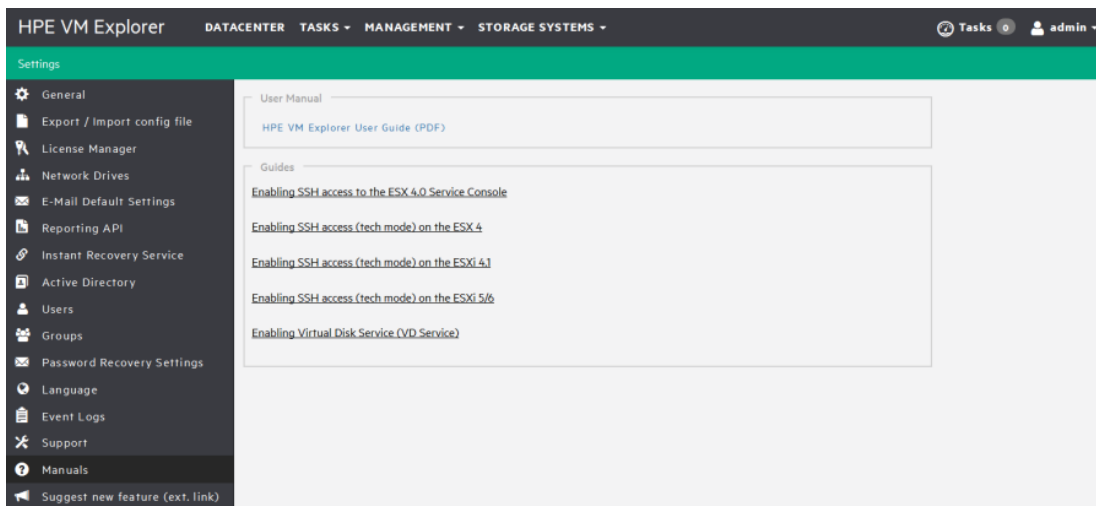 HPE VM Explorer DATACENTER TASKS MANAGEMENT STORAGE SYSTEMS Tasks 0 admin
Settings
General
Export / Import config file
License Manager
Network Drives
E-Mail Default Settings
Reporting API
Instant Recovery Service
Active Directory
Users
Groups
Password Recovery Settings
Language
Event Logs
Support
Manuals
Suggest new feature (ext. link)
User Manual
HPE VM Explorer User Guide (PDF)
Guides
Enabling SSH access to the ESX 4.0 Service Console
Enabling SSH access (tech mode) on the ESX 4
Enabling SSH access (tech mode) on the ESXi 4.1
Enabling SSH access (tech mode) on the ESXi 5/6
Enabling Virtual Disk Service (VD Service)